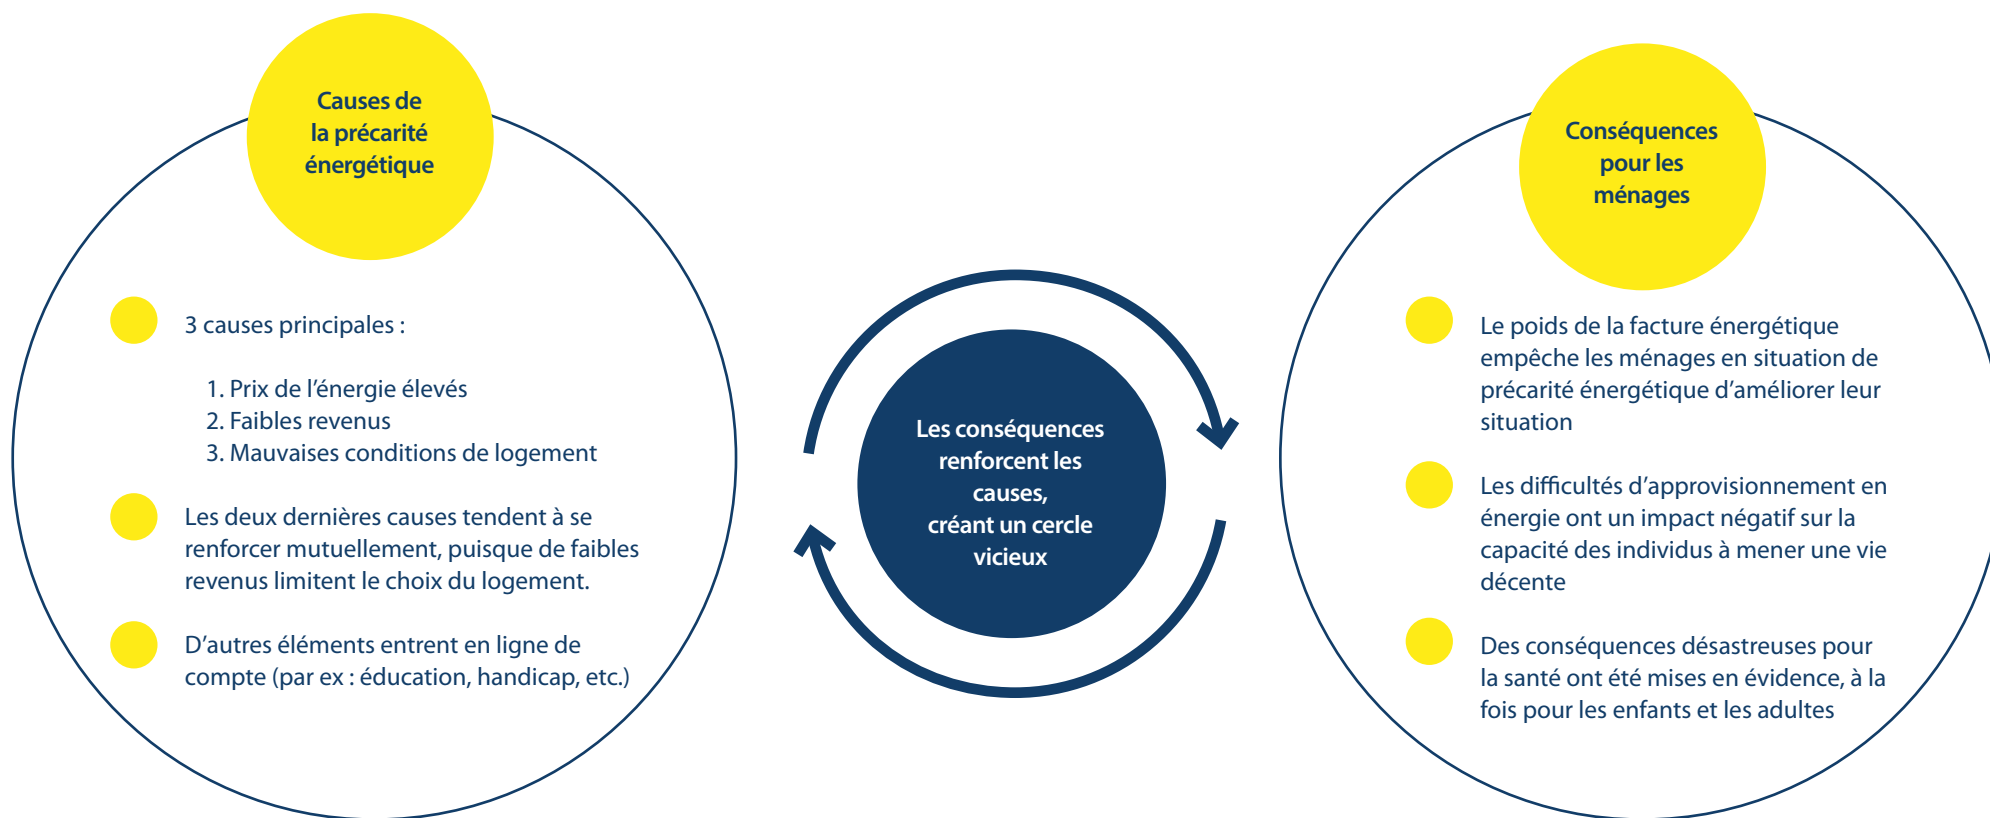 Causes de
la précarité
énergétique
3 causes principales :
1. Prix de l’énergie élevés
2. Faibles revenus
3. Mauvaises conditions de logement
Les deux dernières causes tendent à se
renforcer mutuellement, puisque de faibles
revenus limitent le choix du logement.
D’autres éléments entrent en ligne de
compte (par ex : éducation, handicap, etc.)
Les conséquences
renforcent les
causes,
créant un cercle
vicieux
Conséquences
pour les
ménages
Le poids de la facture énergétique
empêche les ménages en situation de
précarité énergétique d’améliorer leur
situation
Les difficultés d’approvisionnement en
énergie ont un impact négatif sur la
capacité des individus à mener une vie
décente
Des conséquences désastreuses pour
la santé ont été mises en évidence, à la
fois pour les enfants et les adultes